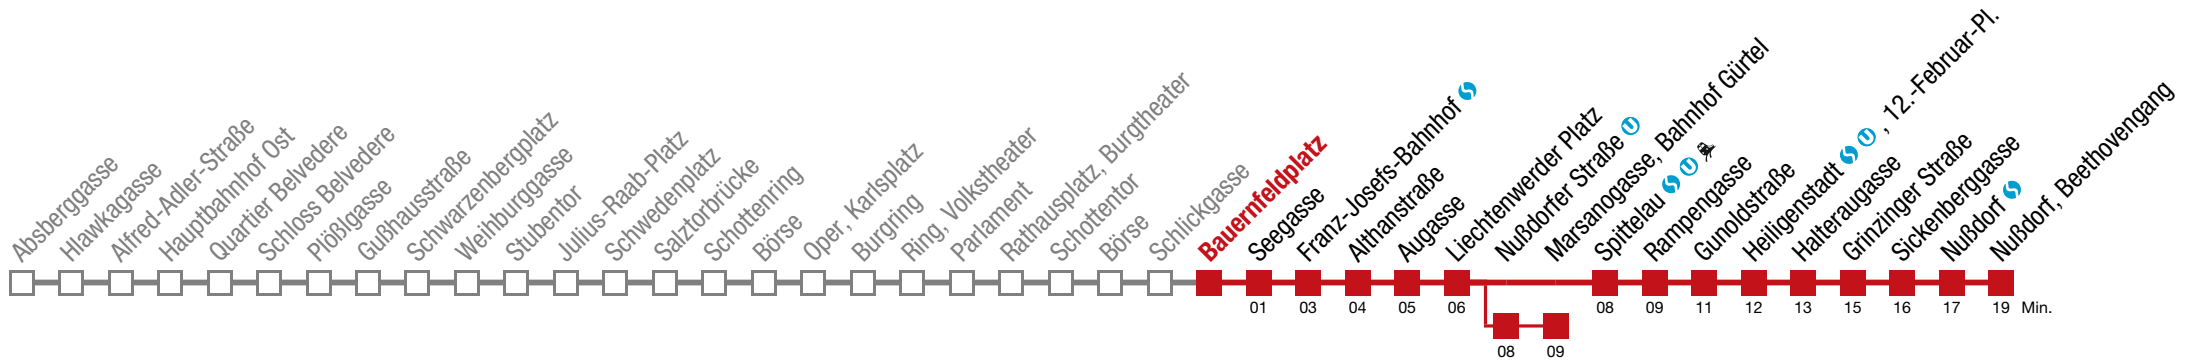 Absberggasse
Hlawkagasse
Alfred-Adler-Straße
Hauptbahnhof Ost
Quartier Belvedere
Schloss Belvedere
Plößlgasse
Gußhausstraße
Schwarzenbergplatz
Weihburggasse
Stubentor
Julius-Raab-Platz
Schwedenplatz
Salztorbrücke
Schottenring
Börse
Oper, Karlsplatz
Burgring
Ring, Volkstheater
Parlament
Rathausplatz, Burgtheater
Schottentor
Börse
Schlickgasse
Bauernfeldplatz
Seegasse
Franz-Josefs-Bahnhof
Althanstraße
Augasse
Liechtenwerder Platz
Nußdorfer Straße U
Marsanogasse, Bahnhof Gürtel
Spittelau U
Rampengasse
Gunoldstraße
Heiligenstadt U , 12.-Februar-Pl.
Halteraugasse
Grinzinger Straße
Sickenberggasse
Nußdorf
Nußdorf, Beethovengang
01 03 04 05 06 08 09 11 12 13 15 16 17 19 Min.
08 09